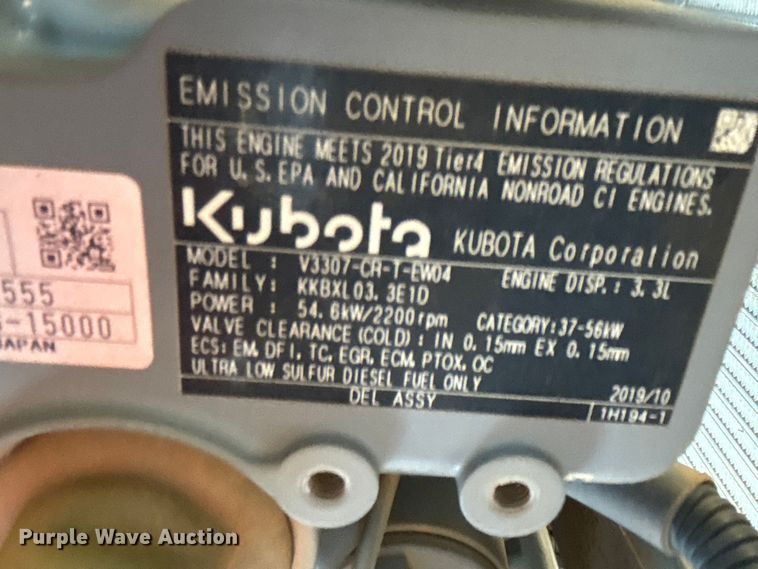 EMISSION CONTROL INFORMATION
THIS ENGINE MEETS 2019 Tier4 EMISSION REGULATIONS
FOR U.S.EPA AND CALIFORNIA NONROAD CI ENGINES.
Kubota KUBOTA Corporation
MODEL : V3307-CR-T-EW04 ENGINE DISP.: 3.3L
FAMILY: KKBXL03.3E1D
POWER : 54.6kW/2200rpm CATEGORY:37-56kW
VALVE CLEARANCE(COLD): IN 0.15mm EX 0.15mm
ECS: EM, DFI, TC, EGR, ECM, PTOX, OC
ULTRA LOW SULFUR DIESEL FUEL ONLY 2019/10
DEL ASSY 1H194-1
555
-15000
JAPAN
Purple Wave Auction